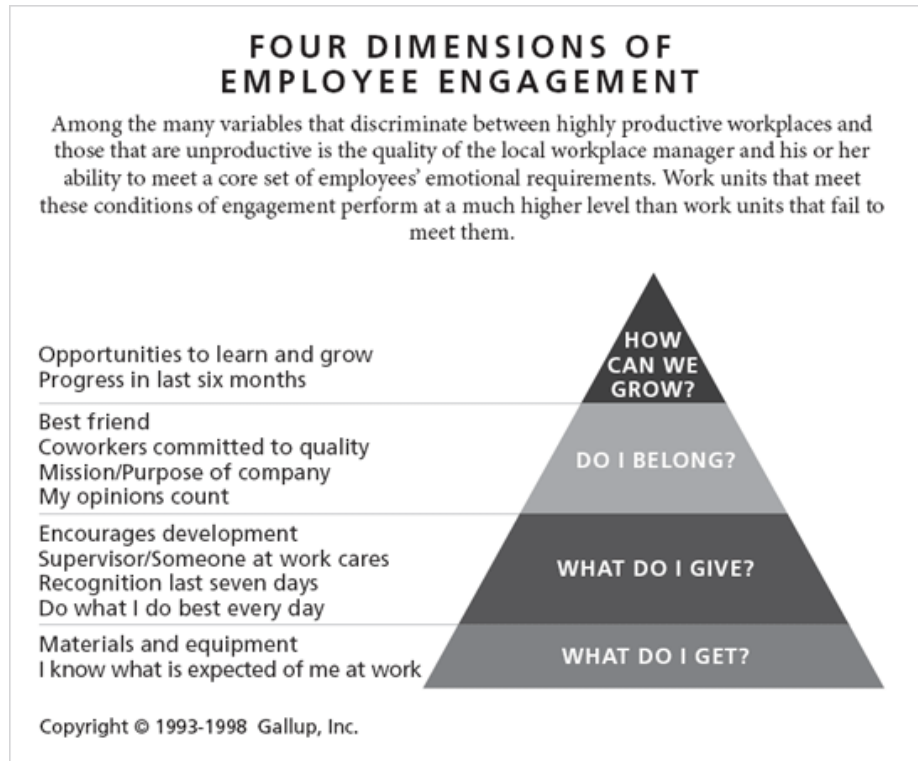 FOUR DIMENSIONS OF
EMPLOYEE ENGAGEMENT
Among the many variables that discriminate between highly productive workplaces and
those that are unproductive is the quality of the local workplace manager and his or her
ability to meet a core set of employees’ emotional requirements. Work units that meet
these conditions of engagement perform at a much higher level than work units that fail to
meet them.
HOW
CAN WE
GROW?
Opportunities to learn and grow
Progress in last six months
DO I BELONG?
Best friend
Coworkers committed to quality
Mission/Purpose of company
My opinions count
WHAT DO I GIVE?
Encourages development
Supervisor/Someone at work cares
Recognition last seven days
Do what I do best every day
WHAT DO I GET?
Materials and equipment
I know what is expected of me at work
Copyright © 1993-1998 Gallup, Inc.